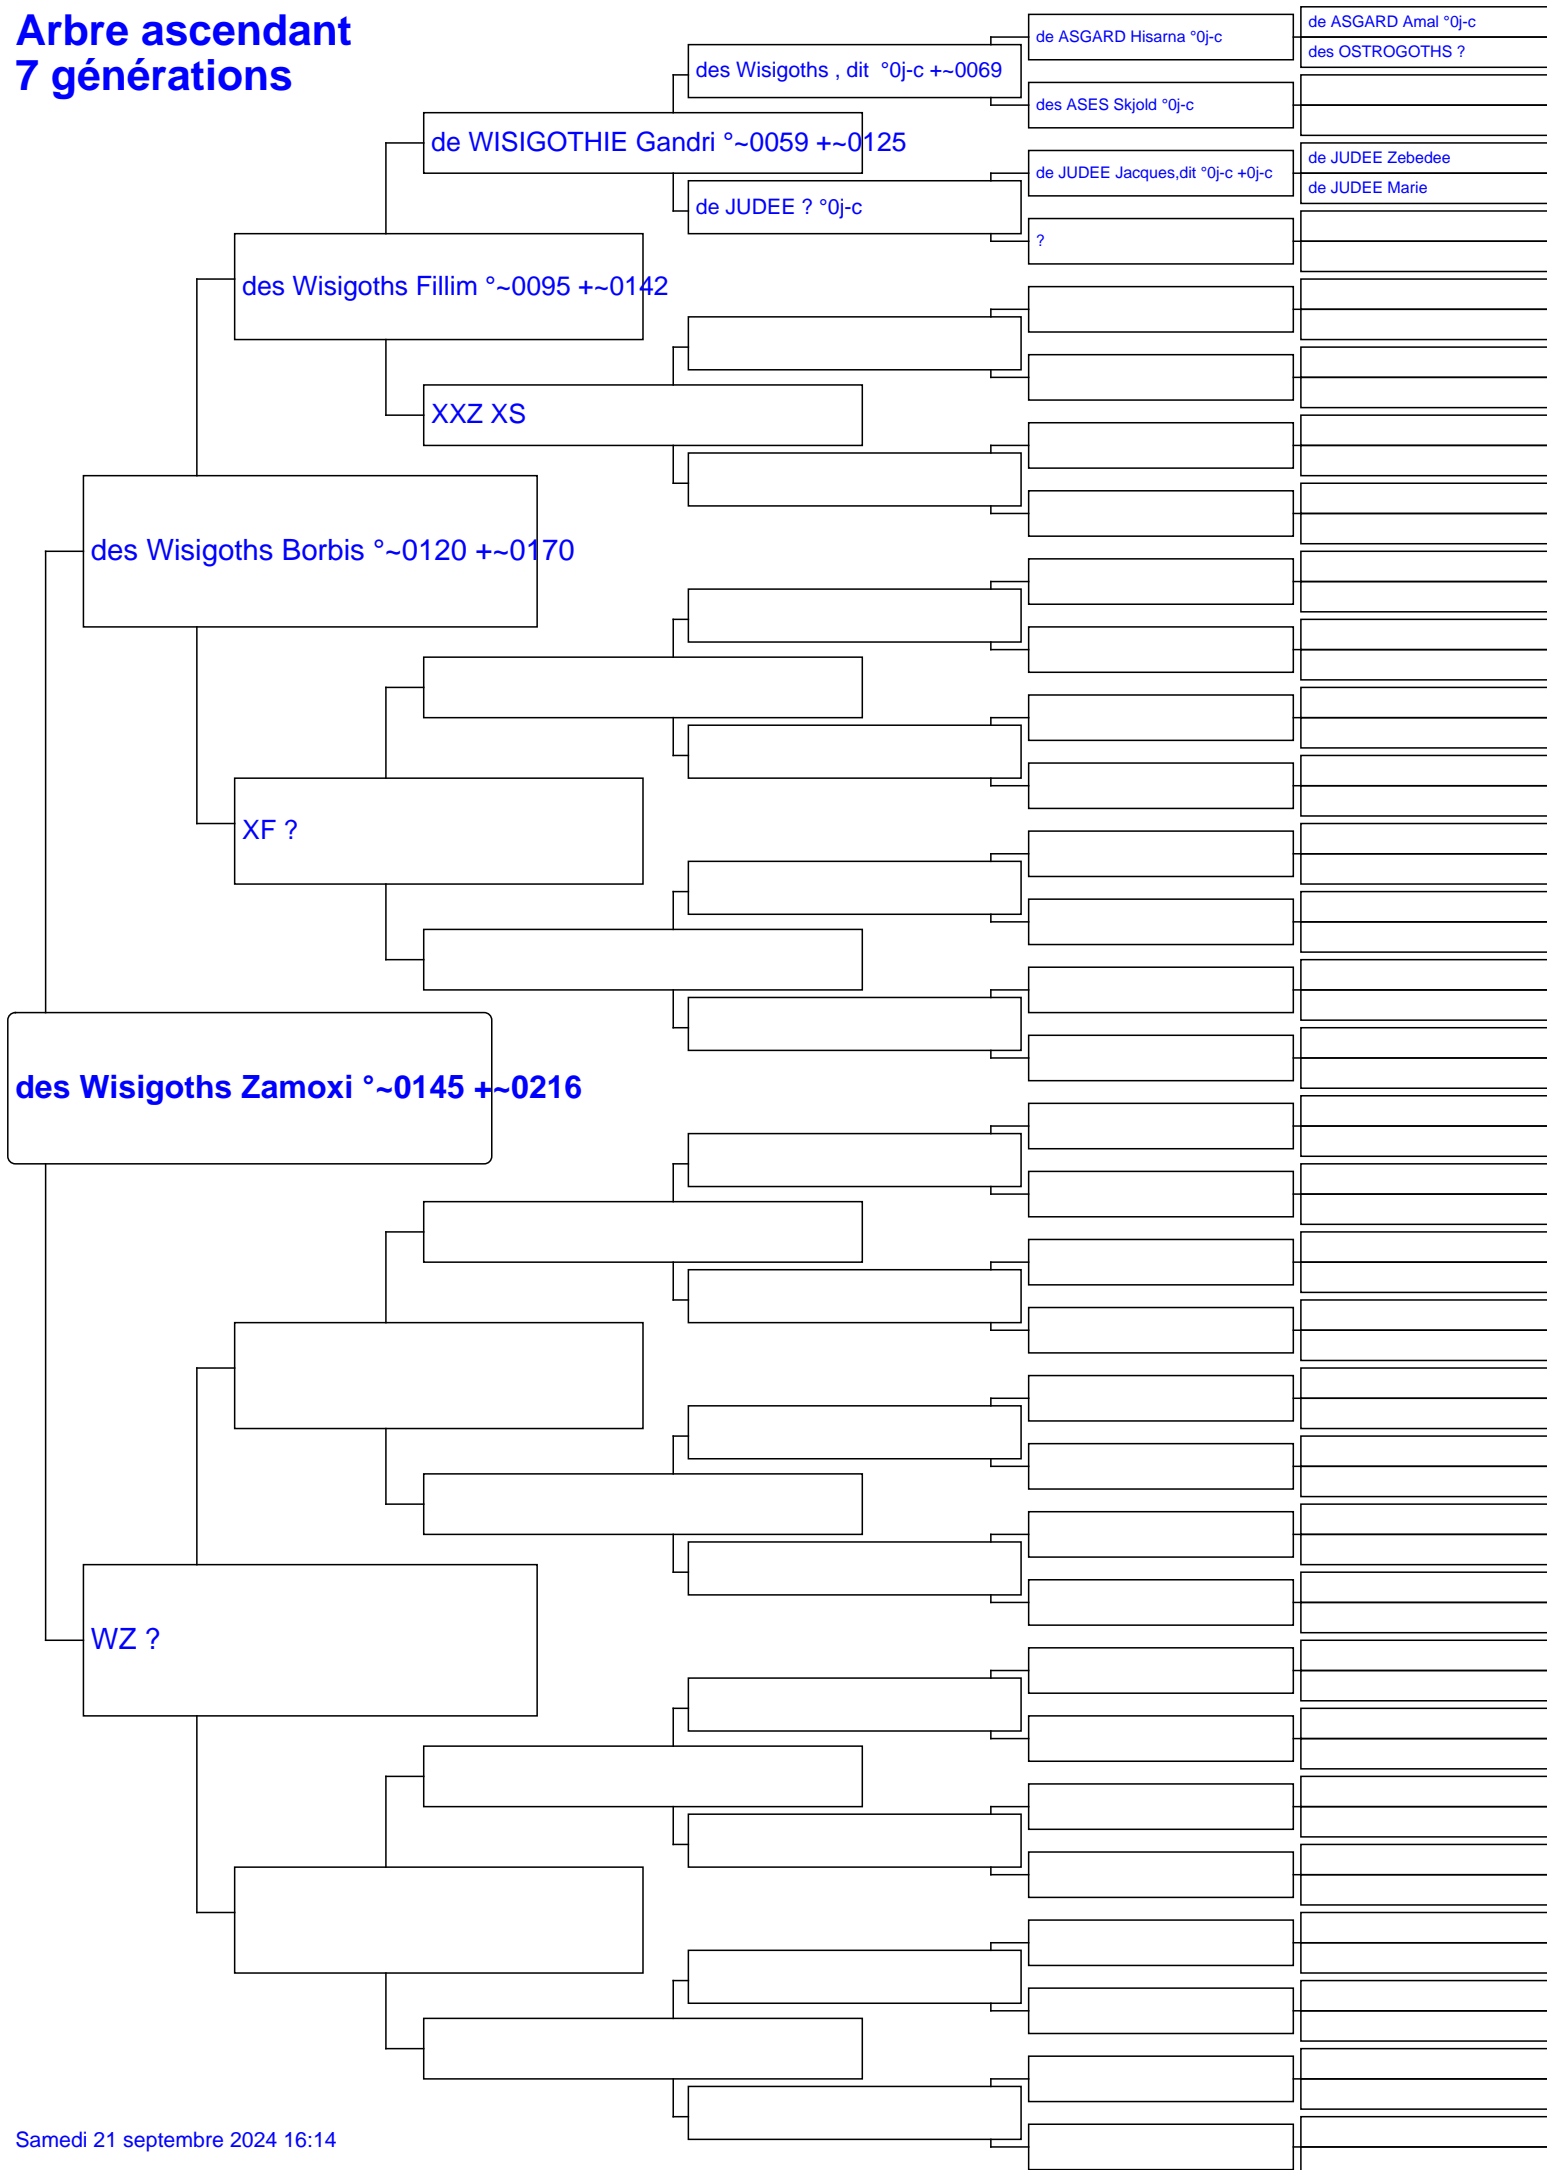 Arbre ascendant
7 générations
de ASGARD Amal °0j-c
de ASGARD Hisarna °0j-c
des OSTROGOTHS ?
des Wisigoths , dit  °0j-c +~0069
des ASES Skjold °0j-c
de WISIGOTHIE Gandri °~0059 +~0125
de JUDEE Zebedee
de JUDEE Jacques,dit °0j-c +0j-c
de JUDEE Marie
de JUDEE ? °0j-c
?
des Wisigoths Fillim °~0095 +~0142
XXZ XS
des Wisigoths Borbis °~0120 +~0170
XF ?
des Wisigoths Zamoxi °~0145 +~0216
WZ ?
Samedi 21 septembre 2024 16:14